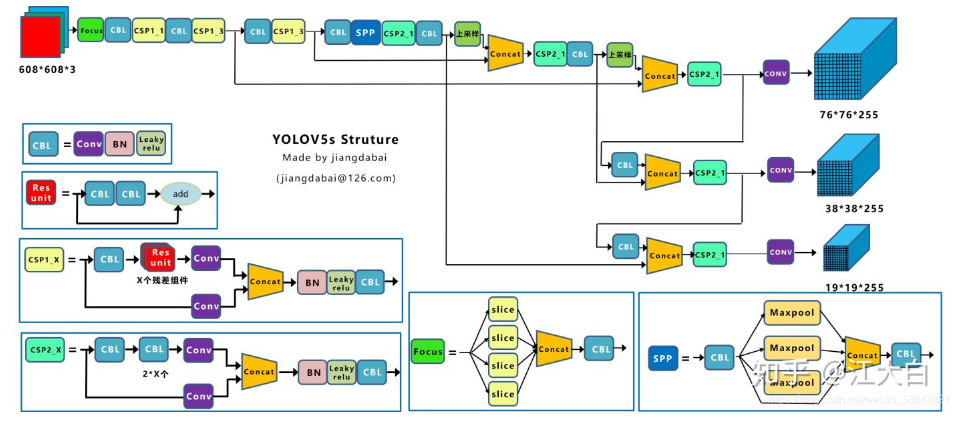 608*608*3
Focus CBL CSP1_1 CBL CSP1_3 CBL CSP1_3 CBL SPP CSP2_1 CBL 上采样 Concat CSP2_1 CBL 上采样 Concat CSP2_1 CONV
76*76*255
YOLOV5s Struture
Made by jiangdabai
(jiangdabai@126.com)
CBL Concat CSP2_1 CONV
38*38*255
CBL Concat CSP2_1 CONV
19*19*255
CBL = Conv BN Leaky relu
Res unit = CBL CBL add
CSP1_X = CBL Res unit Conv Concat BN Leaky relu CBL
X个残差组件
Conv
CSP2_X = CBL CBL Conv Concat BN Leaky relu CBL
2*X个
Conv
Focus = slice slice slice slice Concat CBL
SPP = CBL Maxpool Maxpool Maxpool Concat CBL
知乎 @江大白